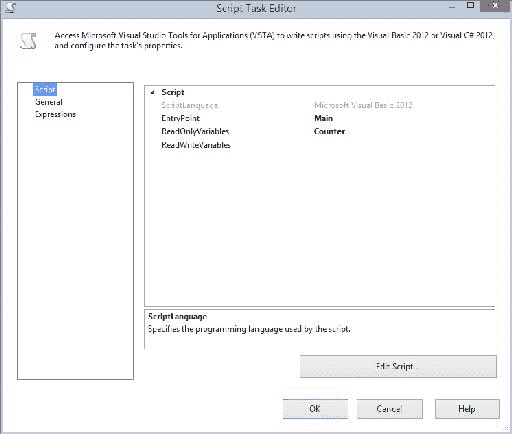 Script Task Editor
Access Microsoft Visual Studio Tools for Applications (VSTA) to write scripts using the Visual Basic 2012 or Visual C# 2012,
and configure the task's properties.
Script
General
Expressions
Script
ScriptLanguage Microsoft Visual Basic 2012
EntryPoint Main
ReadOnlyVariables Counter
ReadWriteVariables
ScriptLanguage
Specifies the programming language used by the script.
Edit Script...
OK Cancel Help